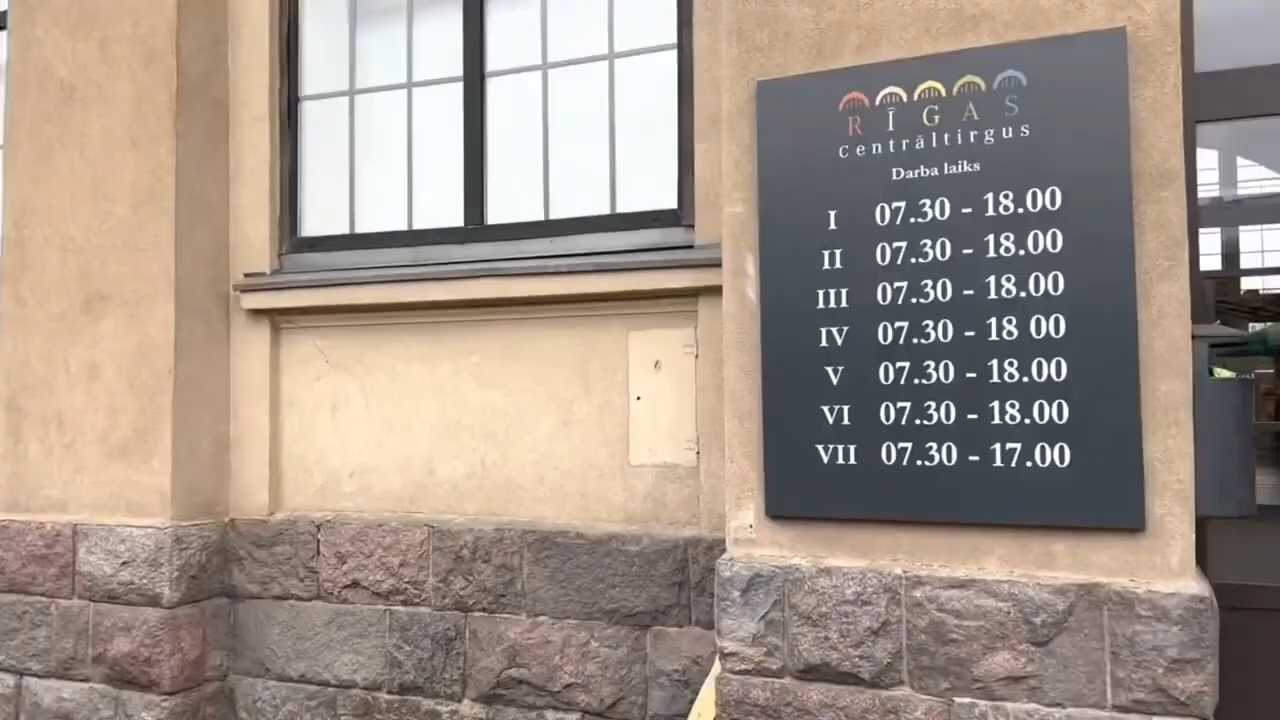 RĪGAS
Centrāltirgus
Darba laiks
I 07.30 - 18.00
II 07.30 - 18.00
III 07.30 - 18.00
IV 07.30 - 18 00
V 07.30 - 18.00
VI 07.30 - 18.00
VII 07.30 - 17.00